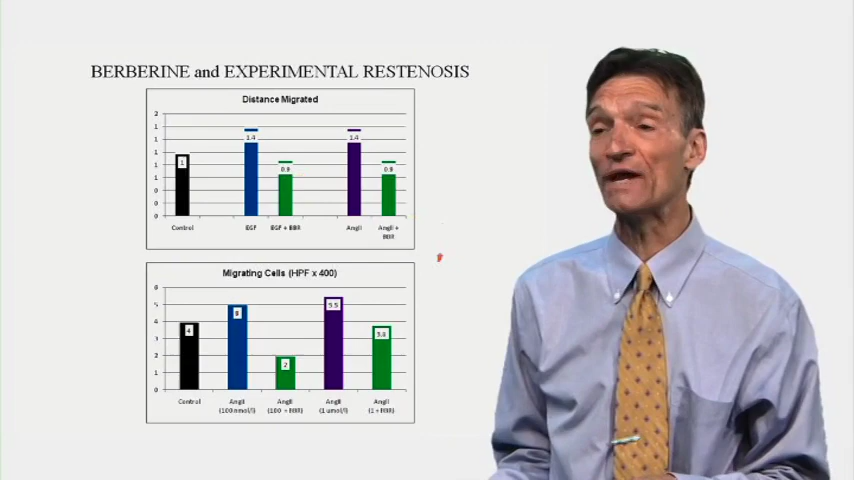 BERBERINE and EXPERIMENTAL RESTENOSIS
Distance Migrated
2
1
1
1
1
1
0
0
0
1
1.4
0.9
1.4
0.9
Control
EGF
EGF + BBR
AngII
AngII +
BBR
Migrating Cells (HPF x 400)
6
5
4
3
2
1
0
4
2
5.5
3.8
Control
AngII
(100 nmol/l)
AngII
(100 + BBR)
AngII
(1 umol/l)
AngII
(1 + BBR)